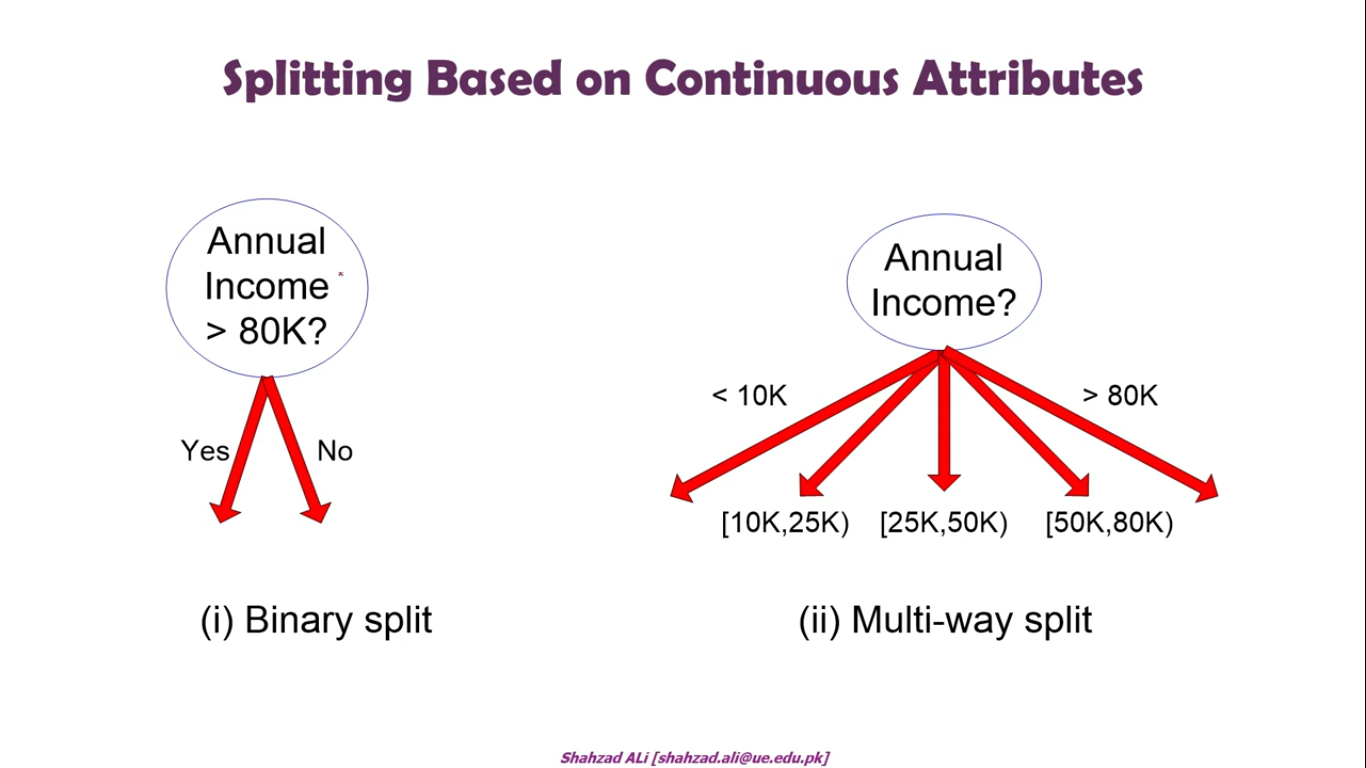 Splitting Based on Continuous Attributes
Annual
Income
> 80K?
Yes
No
(i) Binary split
Annual
Income?
< 10K
> 80K
[10K,25K)
[25K,50K)
[50K,80K)
(ii) Multi-way split
Shahzad ALi [shahzad.ali@ue.edu.pk]